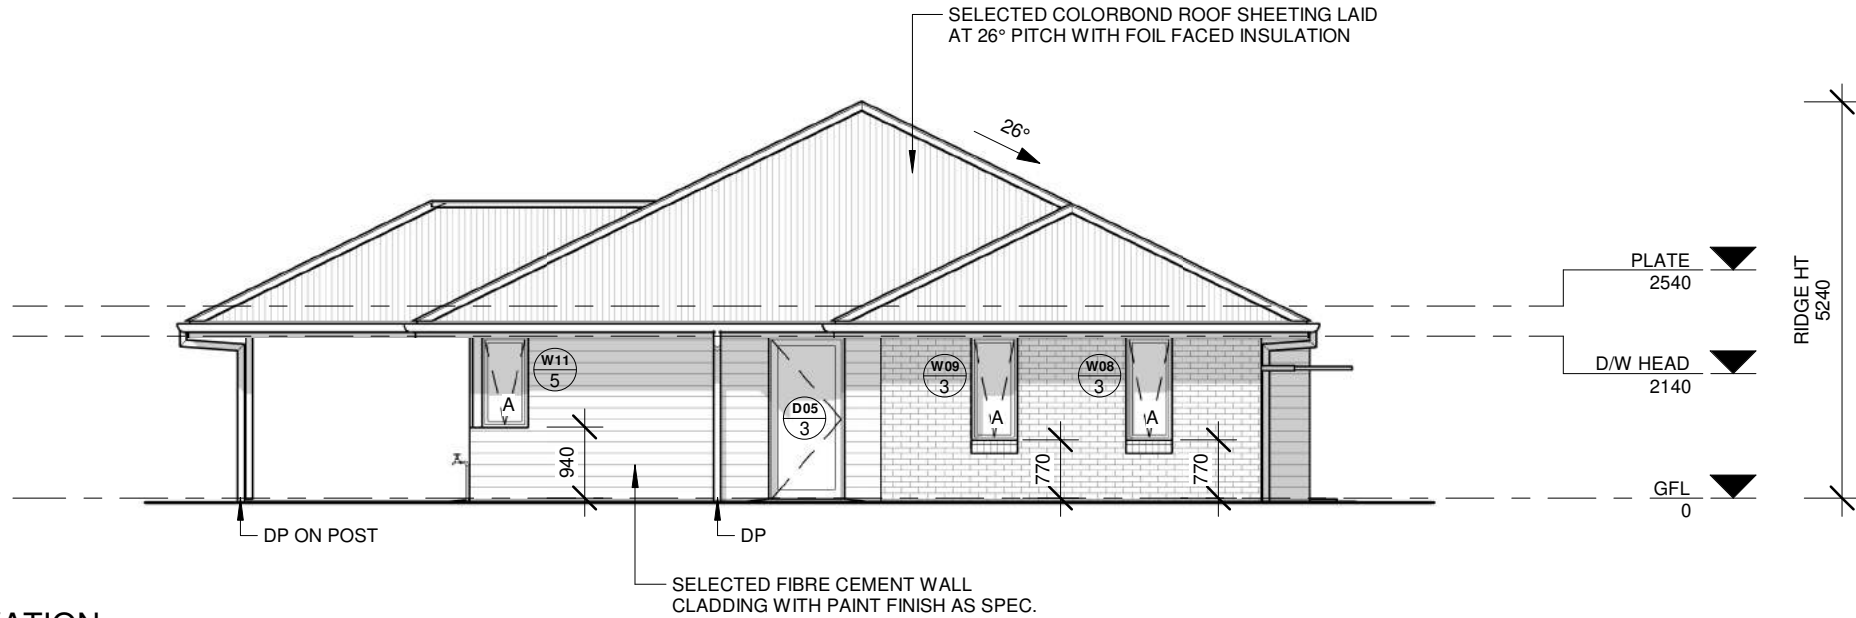 SELECTED COLORBOND ROOF SHEETING LAID
AT 26° PITCH WITH FOIL FACED INSULATION
26°
PLATE
2540
RIDGE HT
5240
D/W HEAD
2140
W11
5
W09
3
W08
3
A
D05
3
A
A
940
770
770
GFL
0
DP ON POST
DP
SELECTED FIBRE CEMENT WALL
CLADDING WITH PAINT FINISH AS SPEC.